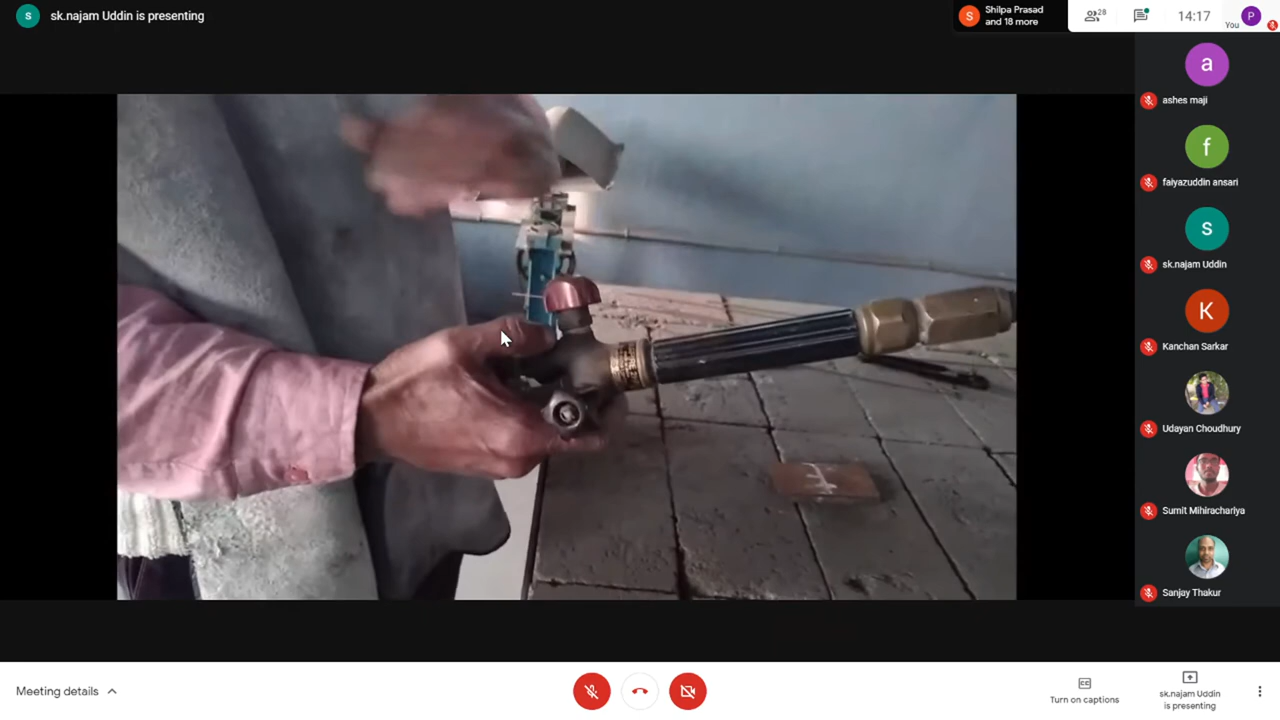 s sk.najam Uddin is presenting
S Shilpa Prasad
and 18 more
28
14:17
You
P
a
ashes maji
f
faiyazuddin ansari
s
sk.najam Uddin
K
Kanchan Sarkar
Udayan Choudhury
Sumit Mihirachariya
Sanjay Thakur
Meeting details
CC
Turn on captions
sk.najam Uddin
is presenting